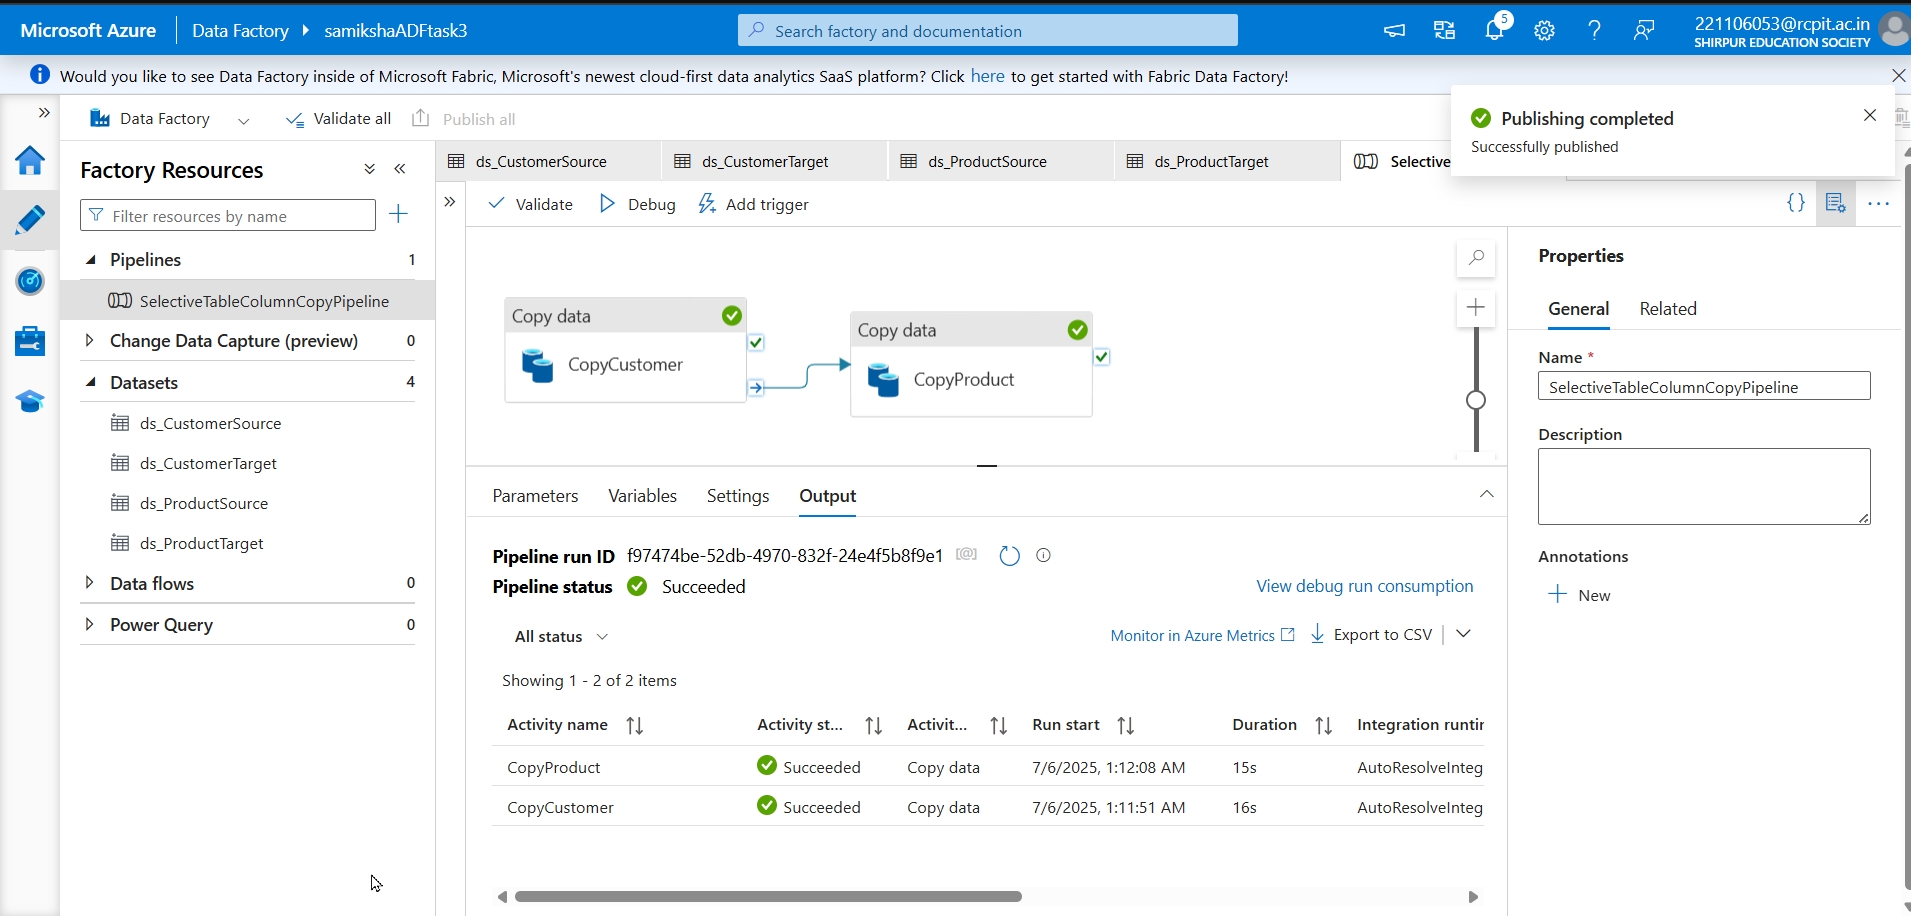 Microsoft Azure
Data Factory
samikshaADFtask3
Search factory and documentation
5
221106053@rcpit.ac.in
SHIRPUR EDUCATION SOCIETY
Would you like to see Data Factory inside of Microsoft Fabric, Microsoft's newest cloud-first data analytics SaaS platform? Click here to get started with Fabric Data Factory!
Data Factory
Validate all
Publish all
Publishing completed
Successfully published
Factory Resources
Filter resources by name
Pipelines 1
SelectiveTableColumnCopyPipeline
Change Data Capture (preview) 0
Datasets 4
ds_CustomerSource
ds_CustomerTarget
ds_ProductSource
ds_ProductTarget
Data flows 0
Power Query 0
ds_CustomerSource
ds_CustomerTarget
ds_ProductSource
ds_ProductTarget
Selective
Validate
Debug
Add trigger
Copy data
CopyCustomer
Copy data
CopyProduct
Parameters
Variables
Settings
Output
Pipeline run ID f97474be-52db-4970-832f-24e4f5b8f9e1
Pipeline status Succeeded
View debug run consumption
All status
Monitor in Azure Metrics
Export to CSV
Showing 1 - 2 of 2 items
Activity name Activity st... Activit... Run start Duration Integration runtir
CopyProduct Succeeded Copy data 7/6/2025, 1:12:08 AM 15s AutoResolveInteg
CopyCustomer Succeeded Copy data 7/6/2025, 1:11:51 AM 16s AutoResolveInteg
Properties
General
Related
Name *
SelectiveTableColumnCopyPipeline
Description
Annotations
New